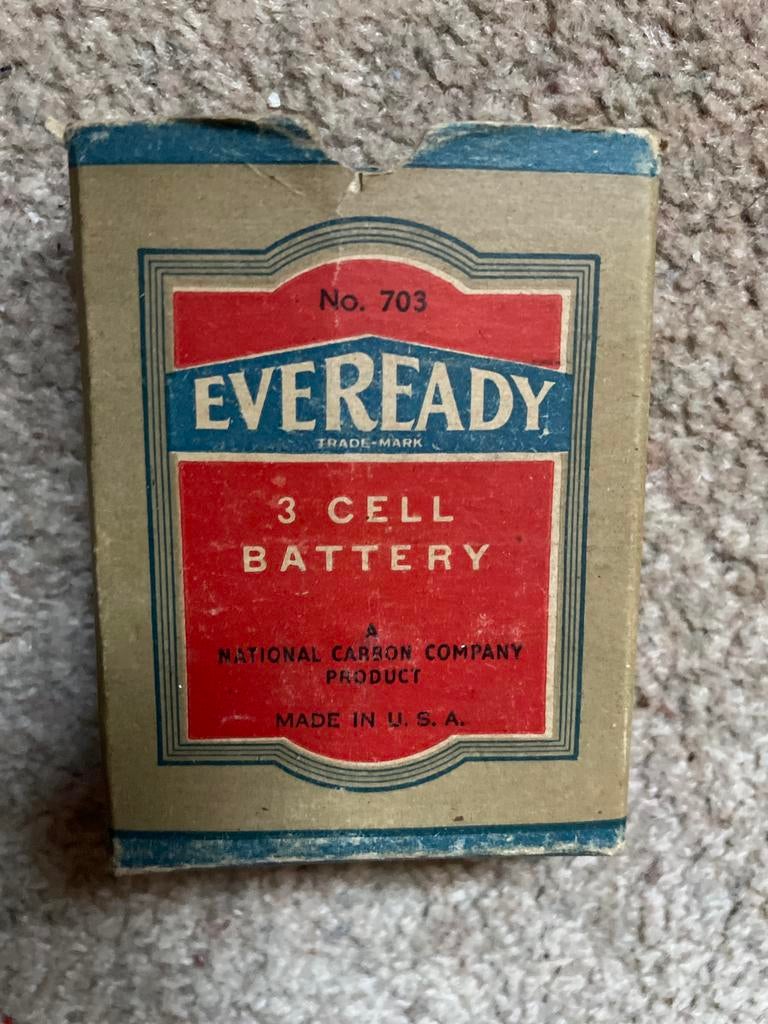 No. 703
EVEREADY
TRADE-MARK
3 CELL
BATTERY
A
NATIONAL CARBON COMPANY
PRODUCT
MADE IN U. S. A.